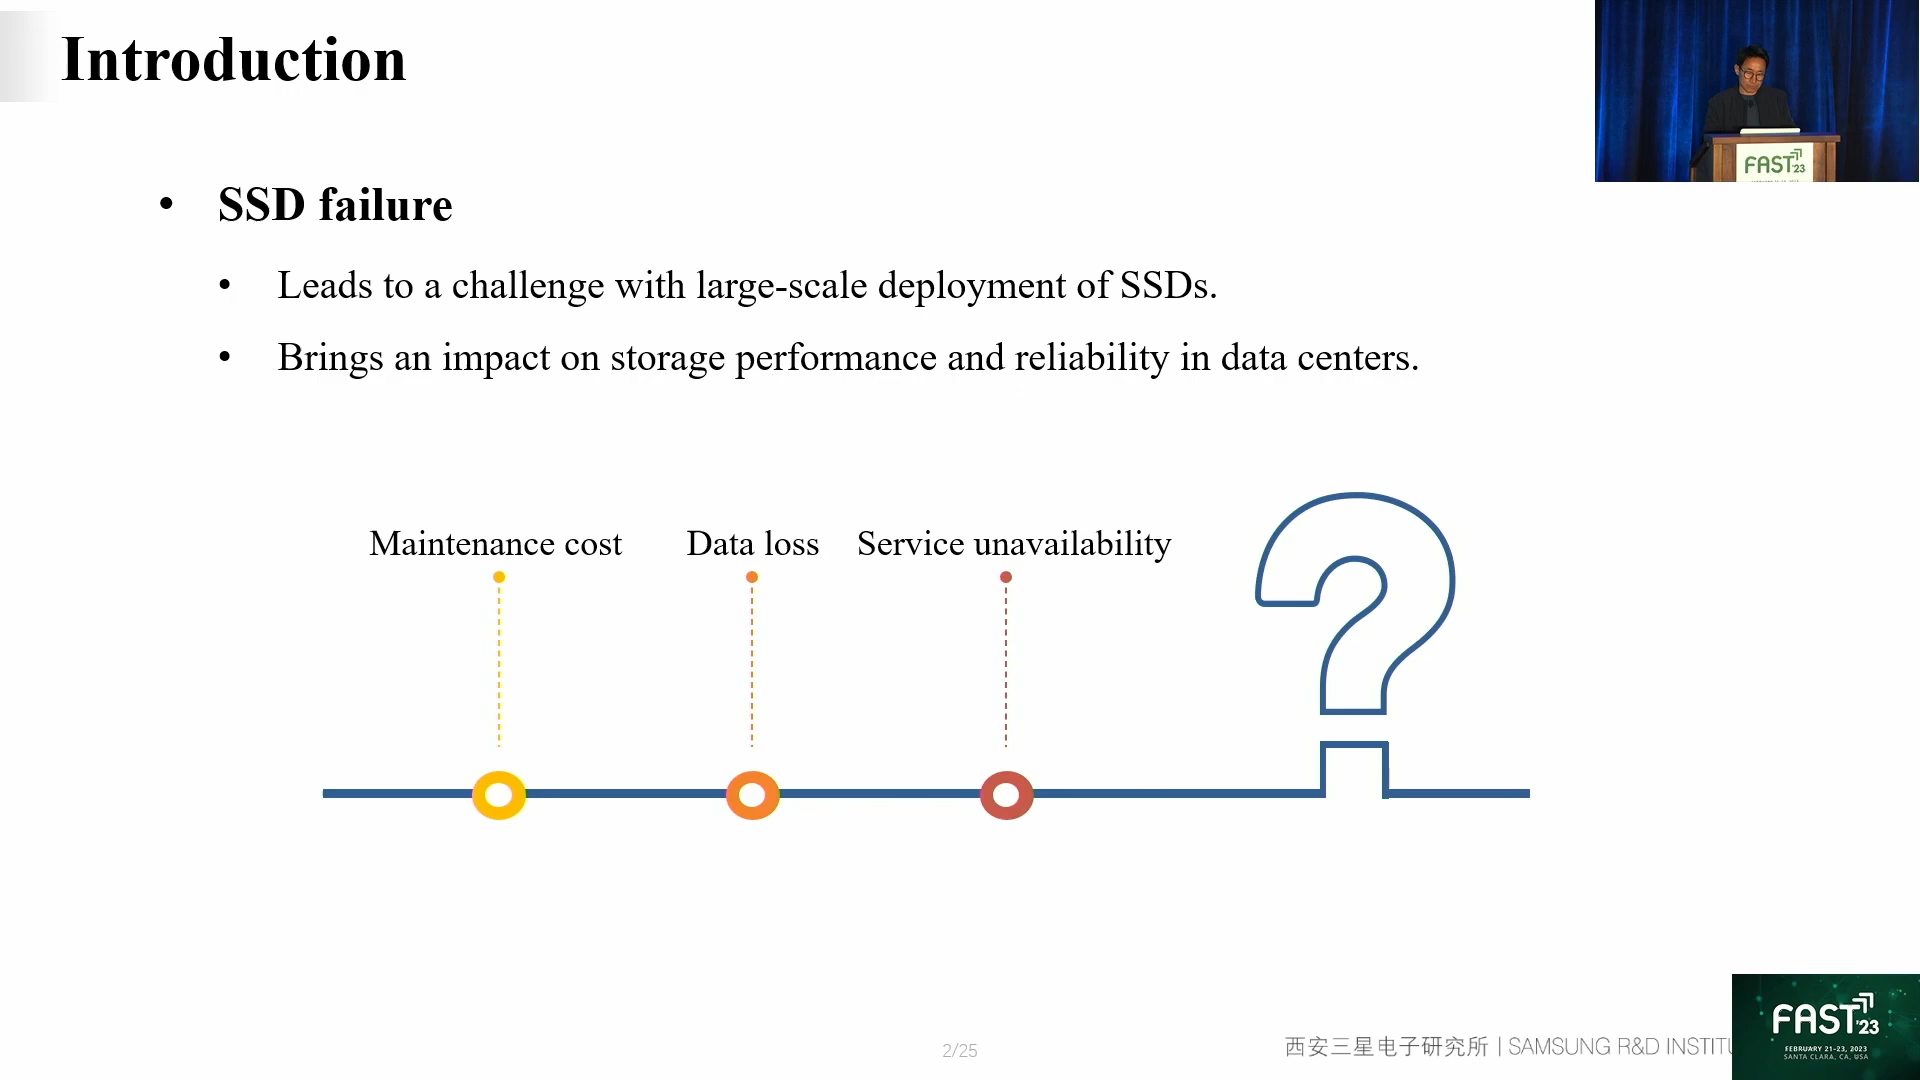 Introduction
FAST'23
• SSD failure
• Leads to a challenge with large-scale deployment of SSDs.
• Brings an impact on storage performance and reliability in data centers.
Maintenance cost
Data loss
Service unavailability
?
2/25
西安三星电子研究所 | SAMSUNG R&D INSTITU
FAST'23
FEBRUARY 21-23, 2023
SANTA CLARA, CA, USA